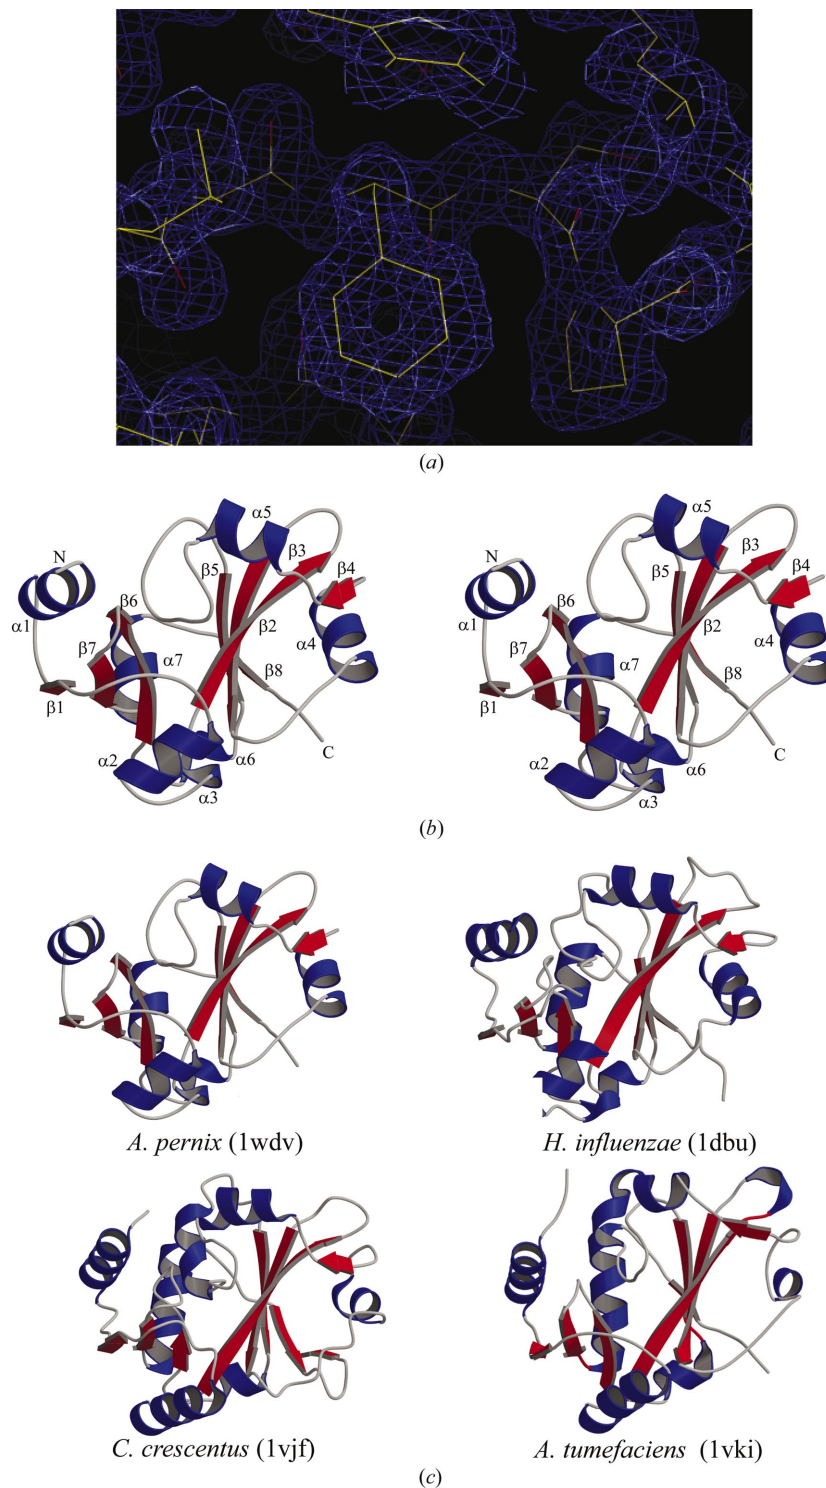 (a)
α5
β5
β3
β4
N
β6
β2
α4
α1
β7
α7
β8
β1
C
α2
α6
α3
α5
β3
β4
N
β5
β6
β2
α4
α1
β7
α7
β8
β1
C
α2
α6
α3
(b)
A. pernix (1wdv) H. influenzae (1dbu)
C. crescentus (1vjf) A. tumefaciens (1vki)
(c)